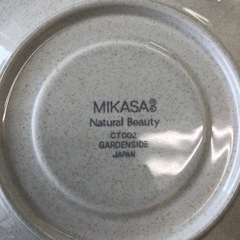 MIKASA
Natural Beauty
CT002
GARDENSIDE
JAPAN